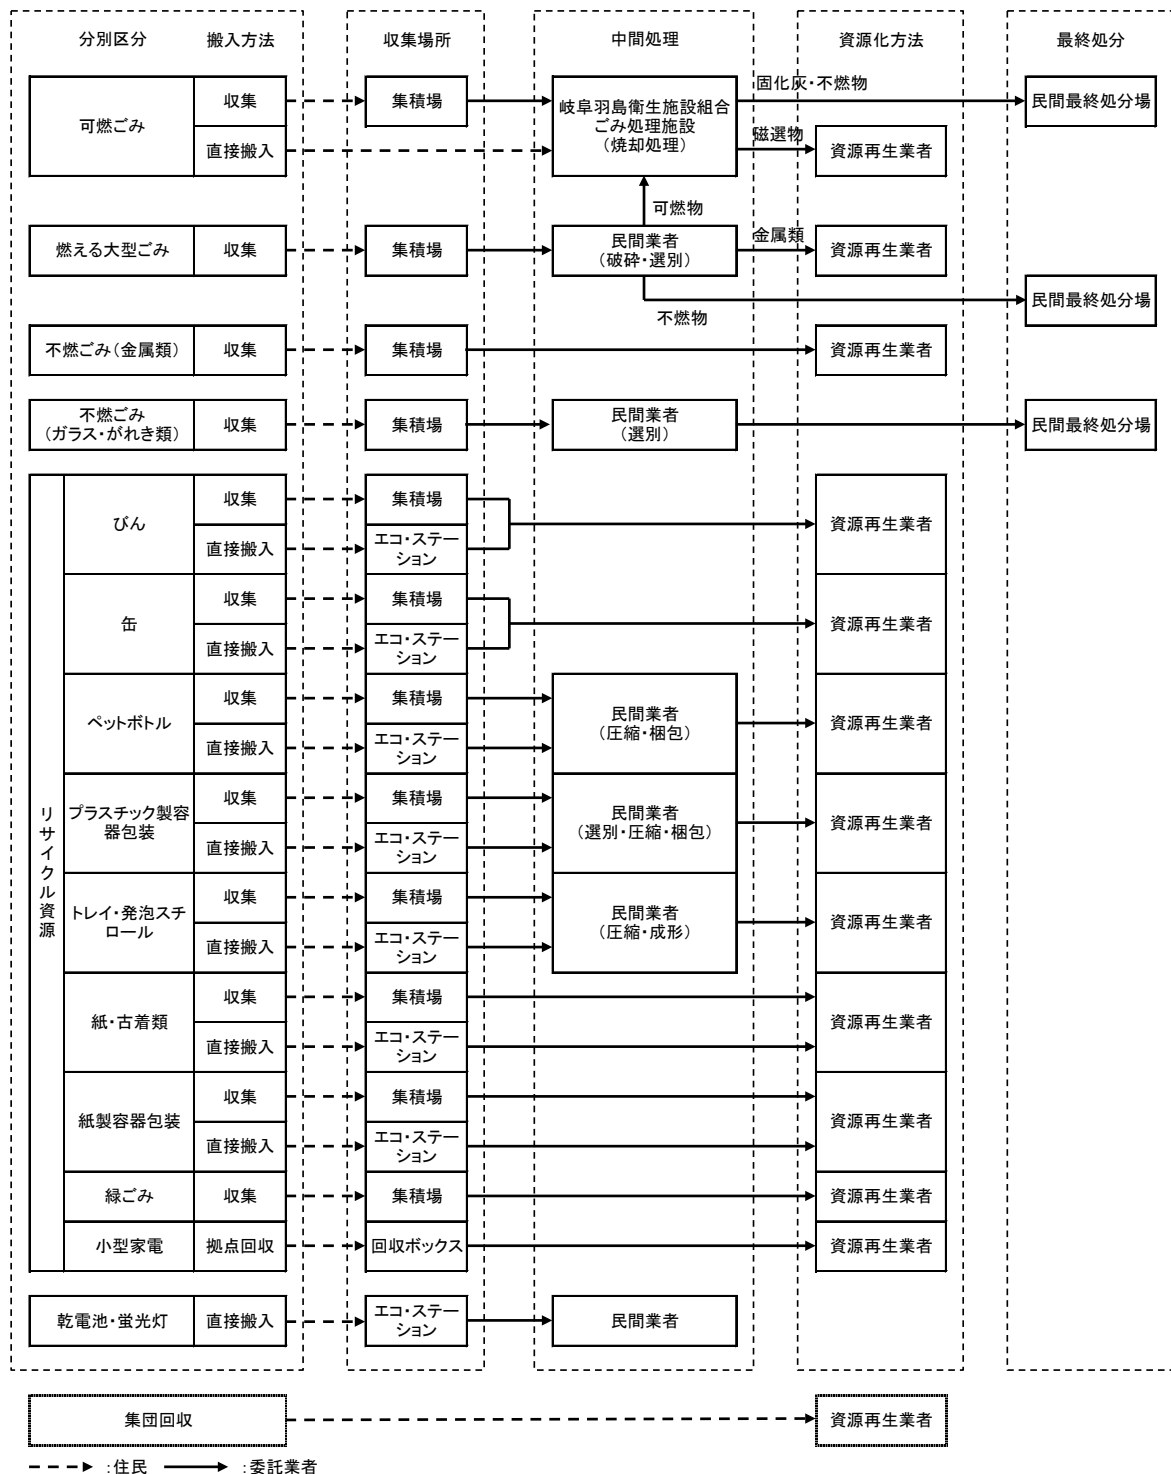 分別区分 搬入方法 収集場所 中間処理 資源化方法 最終処分
可燃ごみ
収集
集積場
直接搬入
岐阜羽島衛生施設組合
ごみ処理施設
(焼却処理)
固化灰・不燃物
民間最終処分場
磁選物
資源再生業者
可燃物
燃える大型ごみ
収集
集積場
民間業者
(破砕・選別)
金属類
資源再生業者
不燃物
民間最終処分場
不燃ごみ(金属類)
収集
集積場
資源再生業者
不燃ごみ
(ガラス・がれき類)
収集
集積場
民間業者
(選別)
民間最終処分場
リサイクル資源
びん
収集
集積場
直接搬入
エコ・ステー
ション
資源再生業者
缶
収集
集積場
直接搬入
エコ・ステー
ション
資源再生業者
ペットボトル
収集
集積場
直接搬入
エコ・ステー
ション
民間業者
(圧縮・梱包)
資源再生業者
プラスチック製容
器包装
収集
集積場
直接搬入
エコ・ステー
ション
民間業者
(選別・圧縮・梱包)
資源再生業者
トレイ・発泡スチ
ロール
収集
集積場
直接搬入
エコ・ステー
ション
民間業者
(圧縮・成形)
資源再生業者
紙・古着類
収集
集積場
直接搬入
エコ・ステー
ション
資源再生業者
紙製容器包装
収集
集積場
直接搬入
エコ・ステー
ション
資源再生業者
緑ごみ
収集
集積場
資源再生業者
小型家電
拠点回収
回収ボックス
資源再生業者
乾電池・蛍光灯
直接搬入
エコ・ステー
ション
民間業者
集団回収
資源再生業者
:住民 :委託業者